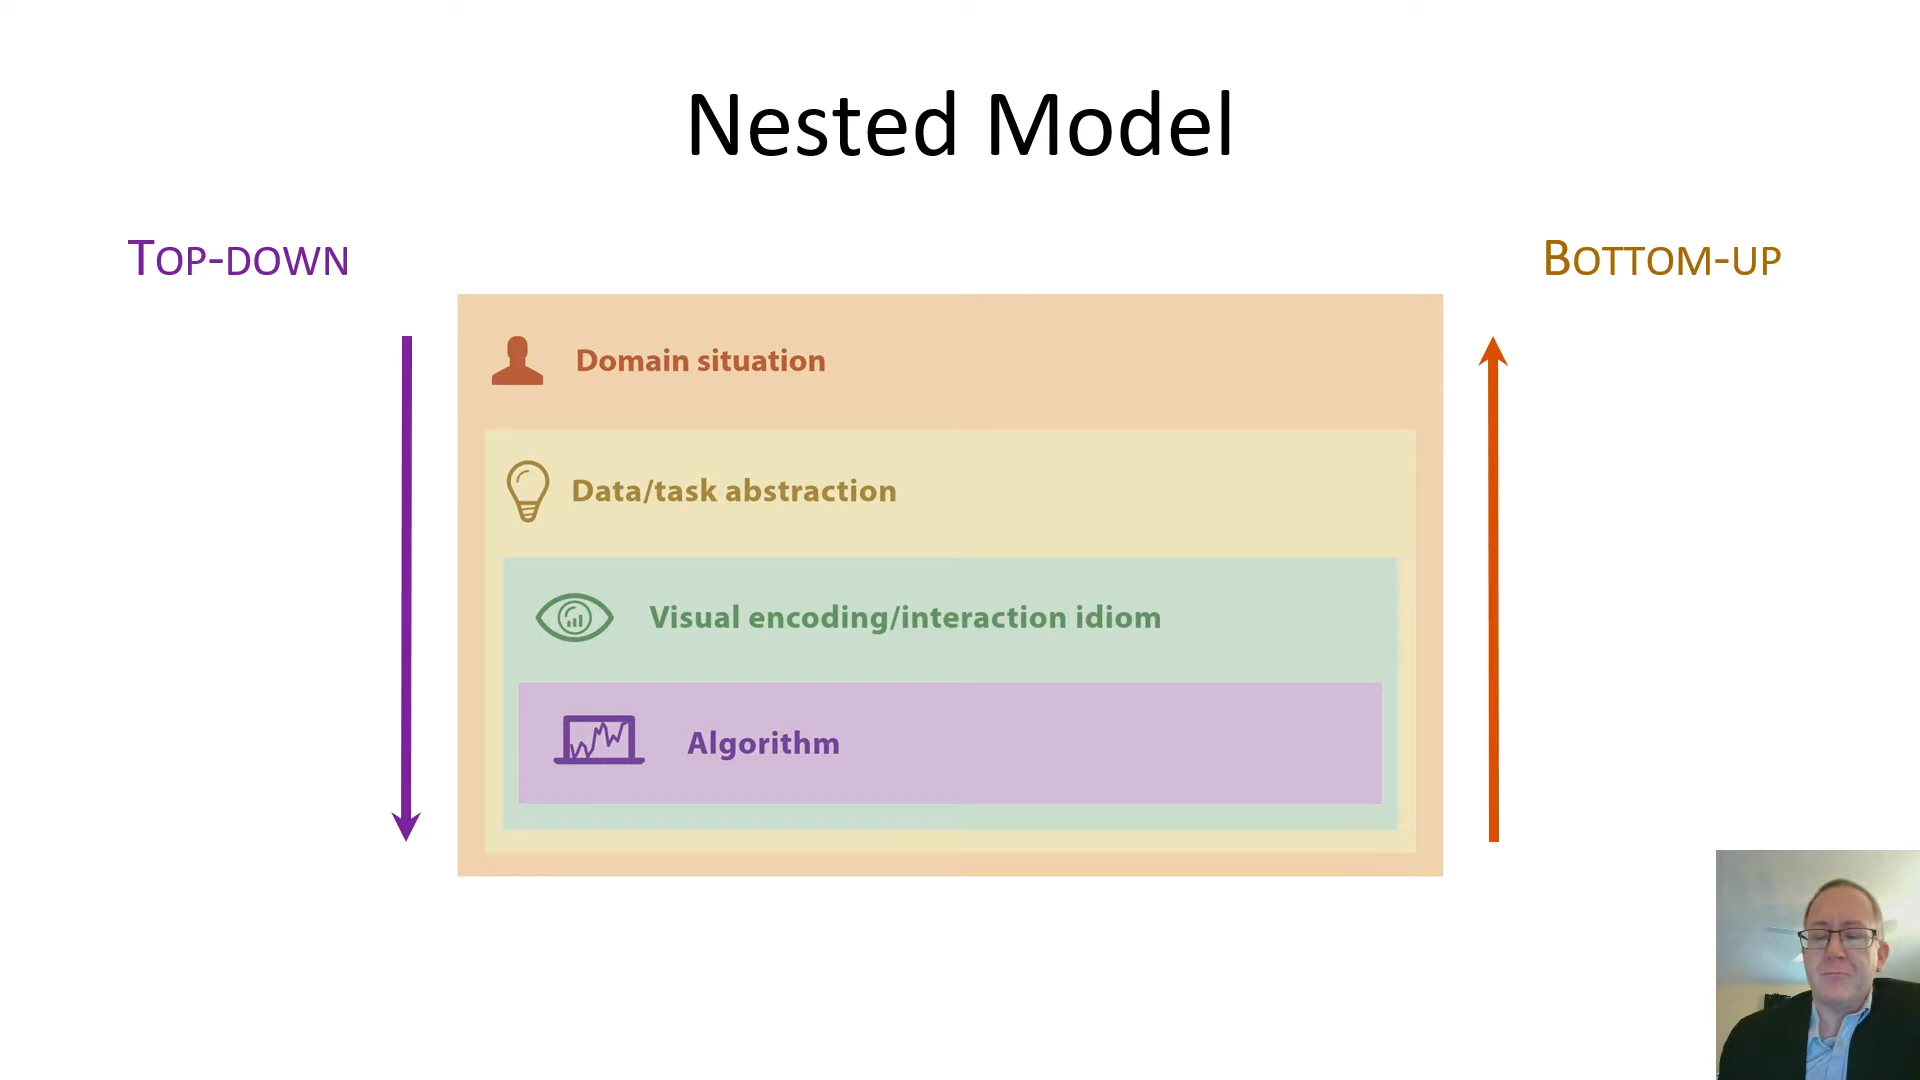 Nested Model
TOP-DOWN
BOTTOM-UP
Domain situation
Data/task abstraction
Visual encoding/interaction idiom
Algorithm